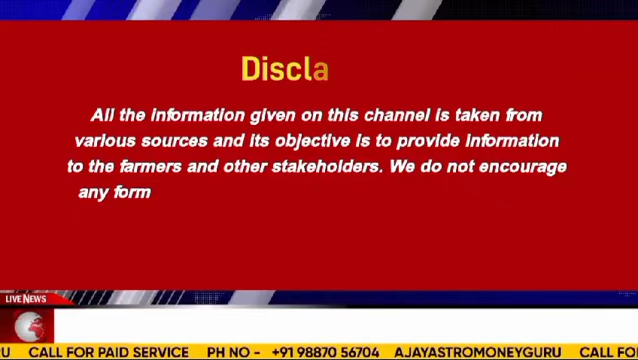 Discla
All the information given on this channel is taken from
various sources and its objective is to provide information
to the farmers and other stakeholders. We do not encourage
any form
LIVE NEWS
RU CALL FOR PAID SERVICE PH NO - +91 98870 56704 AJAYASTROMONEYGURU CALL FO